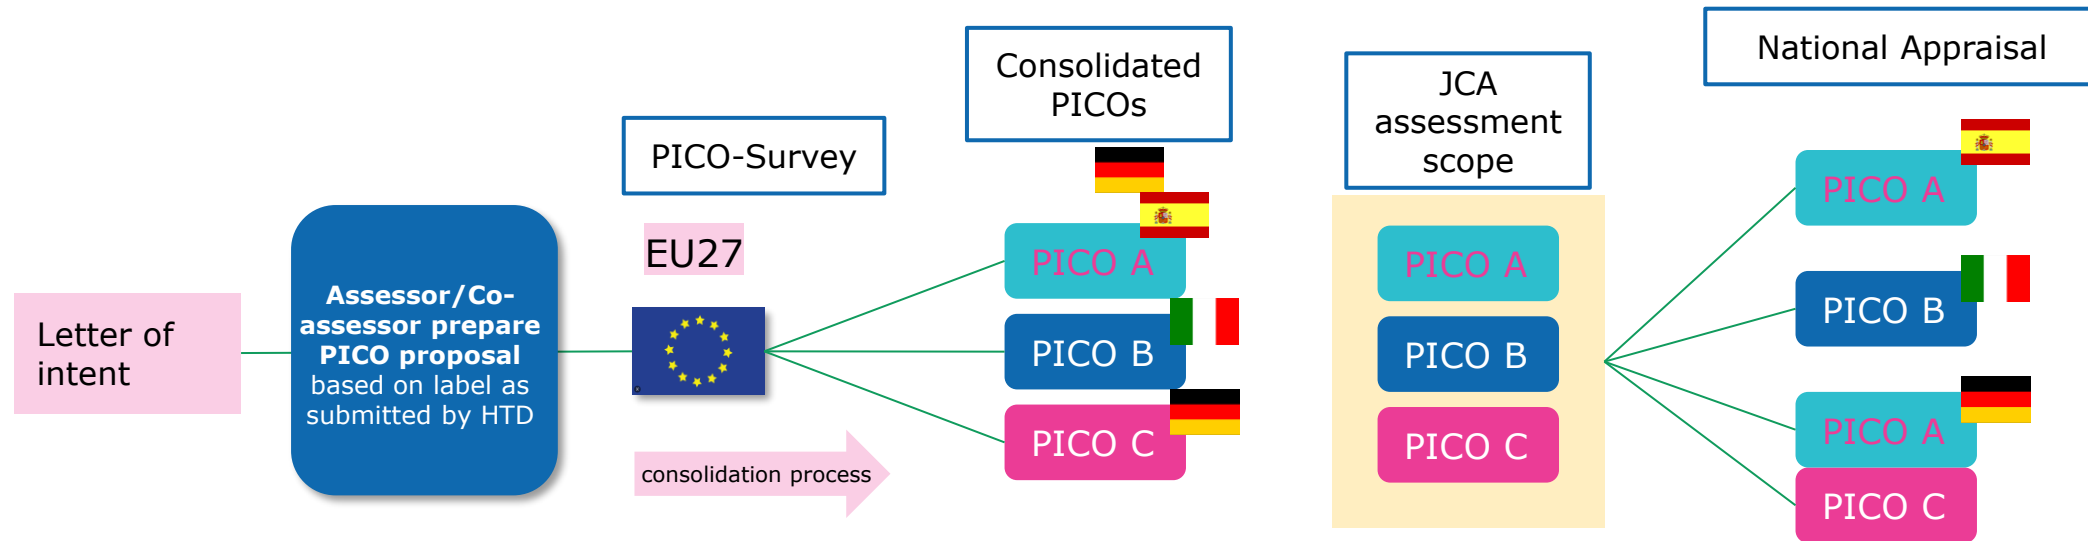 Letter of
intent
Assessor/Co-
assessor prepare
PICO proposal
based on label as
submitted by HTD
PICO-Survey
EU27
consolidation process
Consolidated
PICOs
PICO A
PICO B
PICO C
JCA
assessment
scope
PICO A
PICO B
PICO C
National Appraisal
PICO A
PICO B
PICO A
PICO C